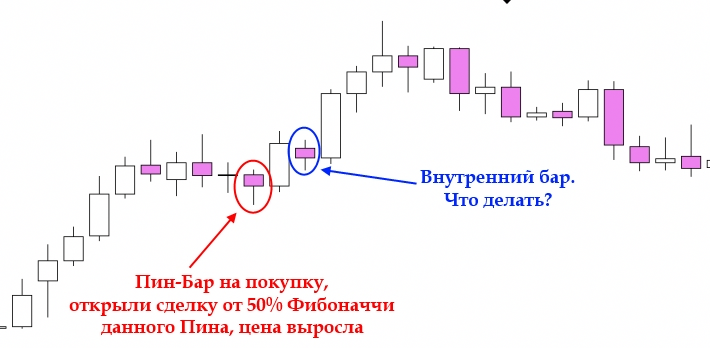 Внутренний бар.
Что делать?
Пин-Бар на покупку,
открыли сделку от 50% Фибоначчи
данного Пина, цена выросла